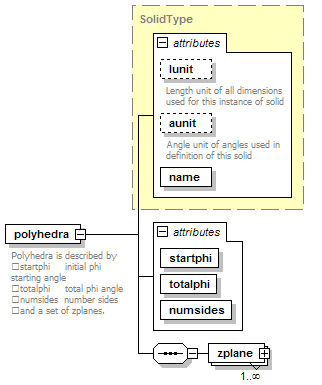 SolidType
attributes
lunit
Length unit of all dimensions
used for this instance of solid
aunit
Angle unit of angles used in
definition of this solid
name
polyhedra
Polyhedra is described by
□startphi initial phi
starting angle
□totalphi total phi angle
□numsides number sides
□and a set of zplanes.
attributes
startphi
totalphi
numsides
zplane
1..∞